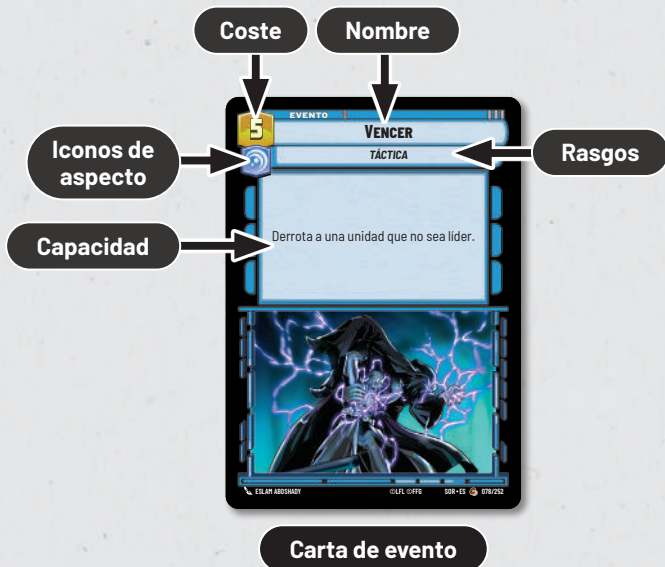 Coste
Nombre
EVENTO
5
VENCER
TÁCTICA
Iconos de
aspecto
Rasgos
Capacidad
Derrota a una unidad que no sea líder.
ESLAM ABOSHADY
©LFL ©FFG
SOR • ES
078/252
Carta de evento